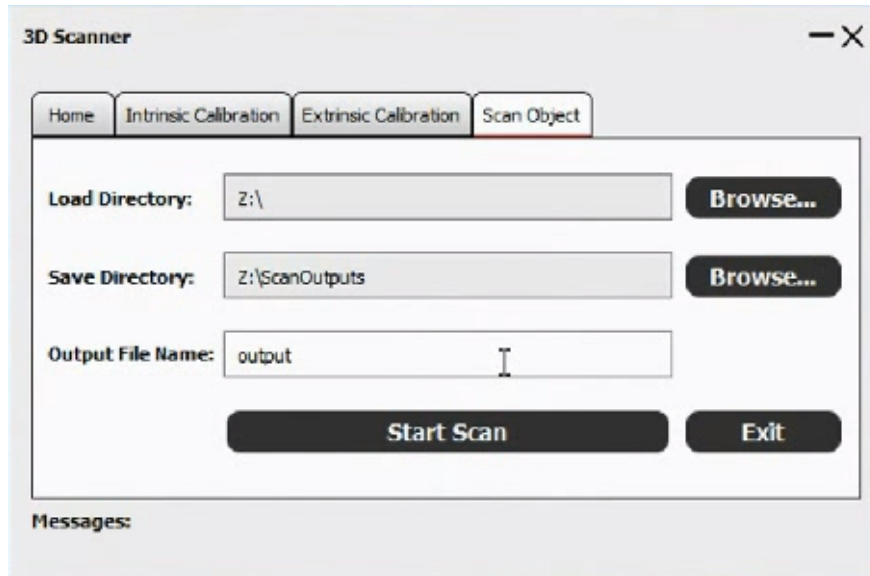 3D Scanner
Home Intrinsic Calibration Extrinsic Calibration Scan Object
Load Directory: Z:\ Browse...
Save Directory: Z:\ScanOutputs Browse...
Output File Name: output
Start Scan Exit
Messages: